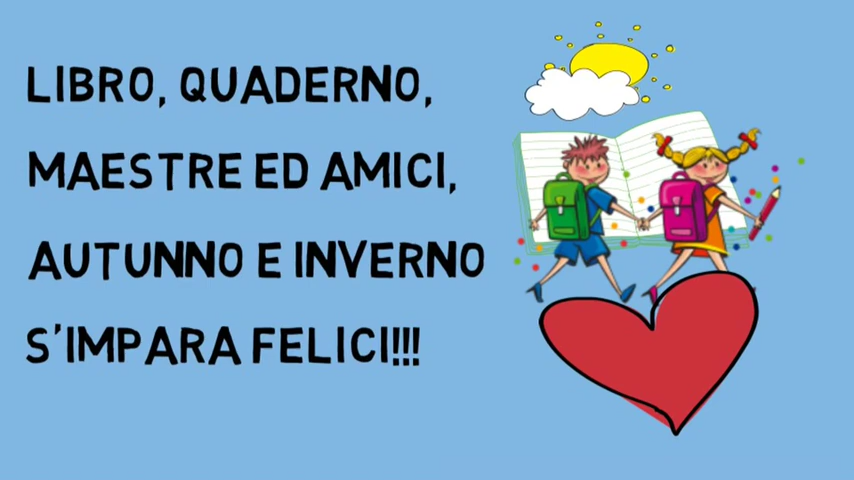 LIBRO, QUADERNO,
MAESTRE ED AMICI,
AUTUNNO E INVERNO
S'IMPARA FELICI!!!